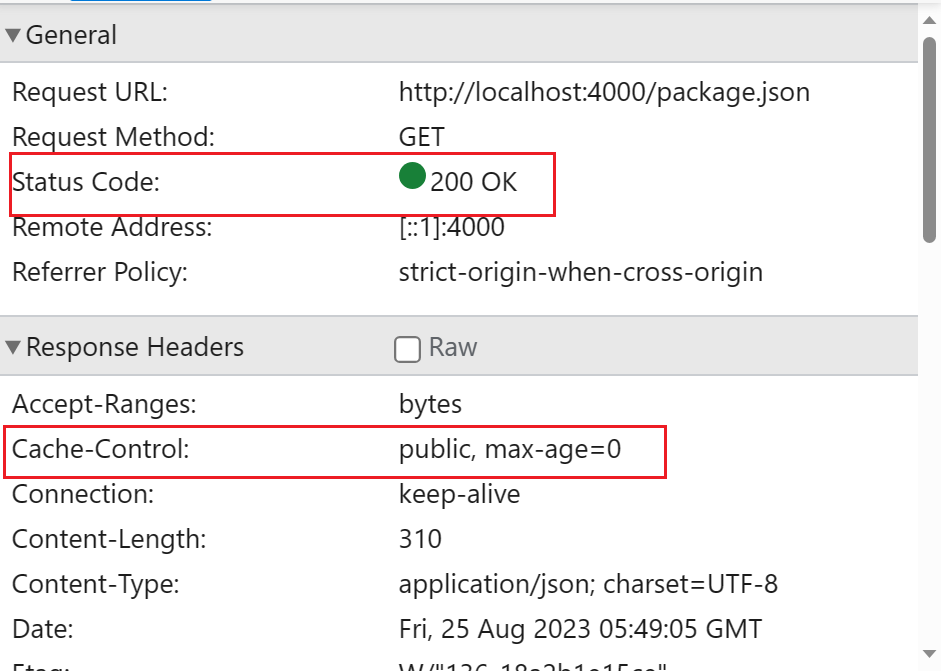 General
Request URL: http://localhost:4000/package.json
Request Method: GET
Status Code: 200 OK
Remote Address: [::1]:4000
Referrer Policy: strict-origin-when-cross-origin
Response Headers Raw
Accept-Ranges: bytes
Cache-Control: public, max-age=0
Connection: keep-alive
Content-Length: 310
Content-Type: application/json; charset=UTF-8
Date: Fri, 25 Aug 2023 05:49:05 GMT